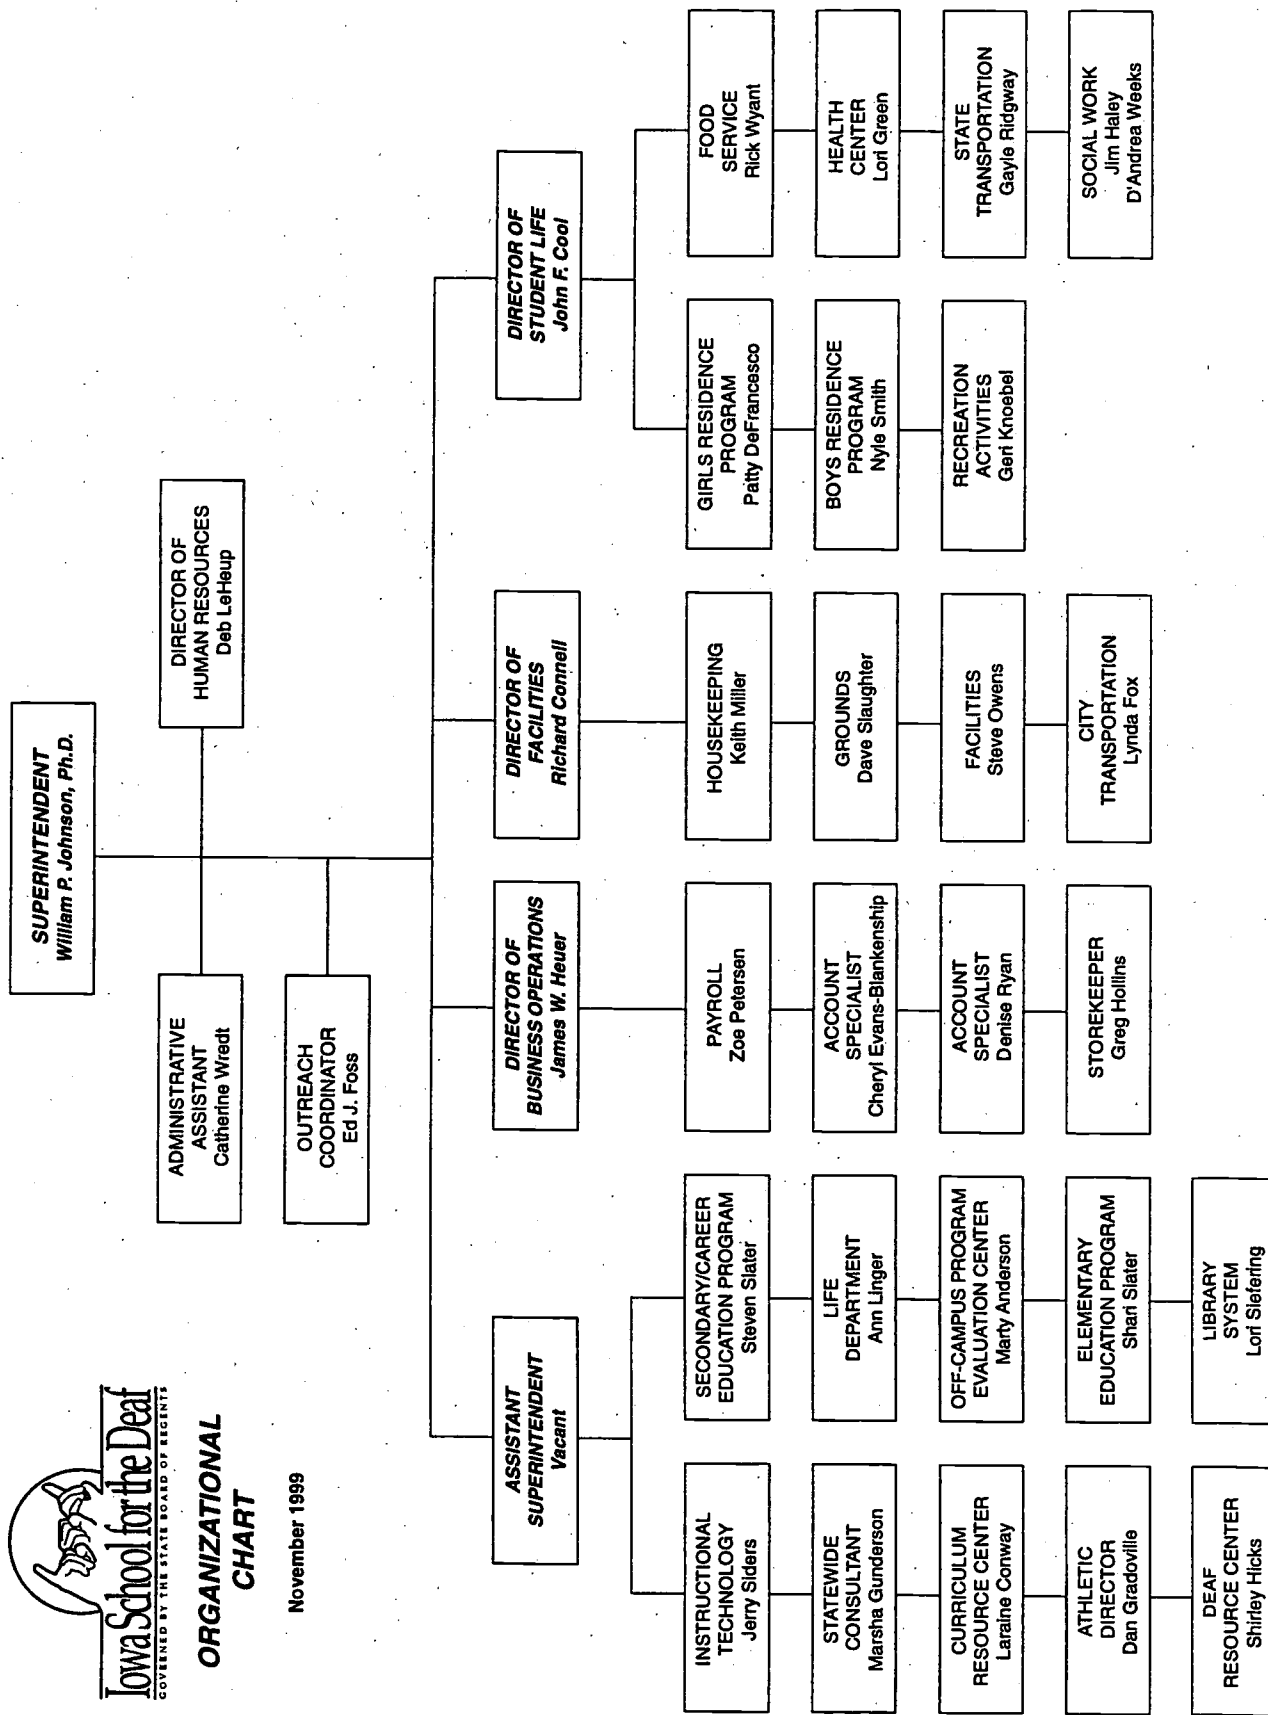 Iowa School for the Deaf
GOVERNED BY THE STATE BOARD OF REGENTS
ORGANIZATIONAL
CHART
November 1999
SUPERINTENDENT
William P. Johnson, Ph.D.
ADMINISTRATIVE
ASSISTANT
Catherine Wredt
DIRECTOR OF
HUMAN RESOURCES
Deb LeHeup
OUTREACH
COORDINATOR
Ed J. Foss
ASSISTANT
SUPERINTENDENT
Vacant
DIRECTOR OF
BUSINESS OPERATIONS
James W. Heuer
DIRECTOR OF
FACILITIES
Richard Connell
DIRECTOR OF
STUDENT LIFE
John F. Cool
INSTRUCTIONAL
TECHNOLOGY
Jerry Siders
STATEWIDE
CONSULTANT
Marsha Gunderson
CURRICULUM
RESOURCE CENTER
Laraine Conway
ATHLETIC
DIRECTOR
Dan Gradoville
DEAF
RESOURCE CENTER
Shirley Hicks
SECONDARY/CAREER
EDUCATION PROGRAM
Steven Slater
LIFE
DEPARTMENT
Ann Linger
OFF-CAMPUS PROGRAM
EVALUATION CENTER
Marty Anderson
ELEMENTARY
EDUCATION PROGRAM
Shari Slater
LIBRARY
SYSTEM
Lori Siefering
PAYROLL
Zoe Petersen
ACCOUNT
SPECIALIST
Cheryl Evans-Blankenship
ACCOUNT
SPECIALIST
Denise Ryan
STOREKEEPER
Greg Hollins
HOUSEKEEPING
Keith Miller
GROUNDS
Dave Slaughter
FACILITIES
Steve Owens
CITY
TRANSPORTATION
Lynda Fox
GIRLS RESIDENCE
PROGRAM
Patty DeFrancesco
BOYS RESIDENCE
PROGRAM
Nyle Smith
RECREATION
ACTIVITIES
Geri Knoebel
FOOD
SERVICE
Rick Wyant
HEALTH
CENTER
Lori Green
STATE
TRANSPORTATION
Gayle Ridgway
SOCIAL WORK
Jim Haley
D'Andrea Weeks